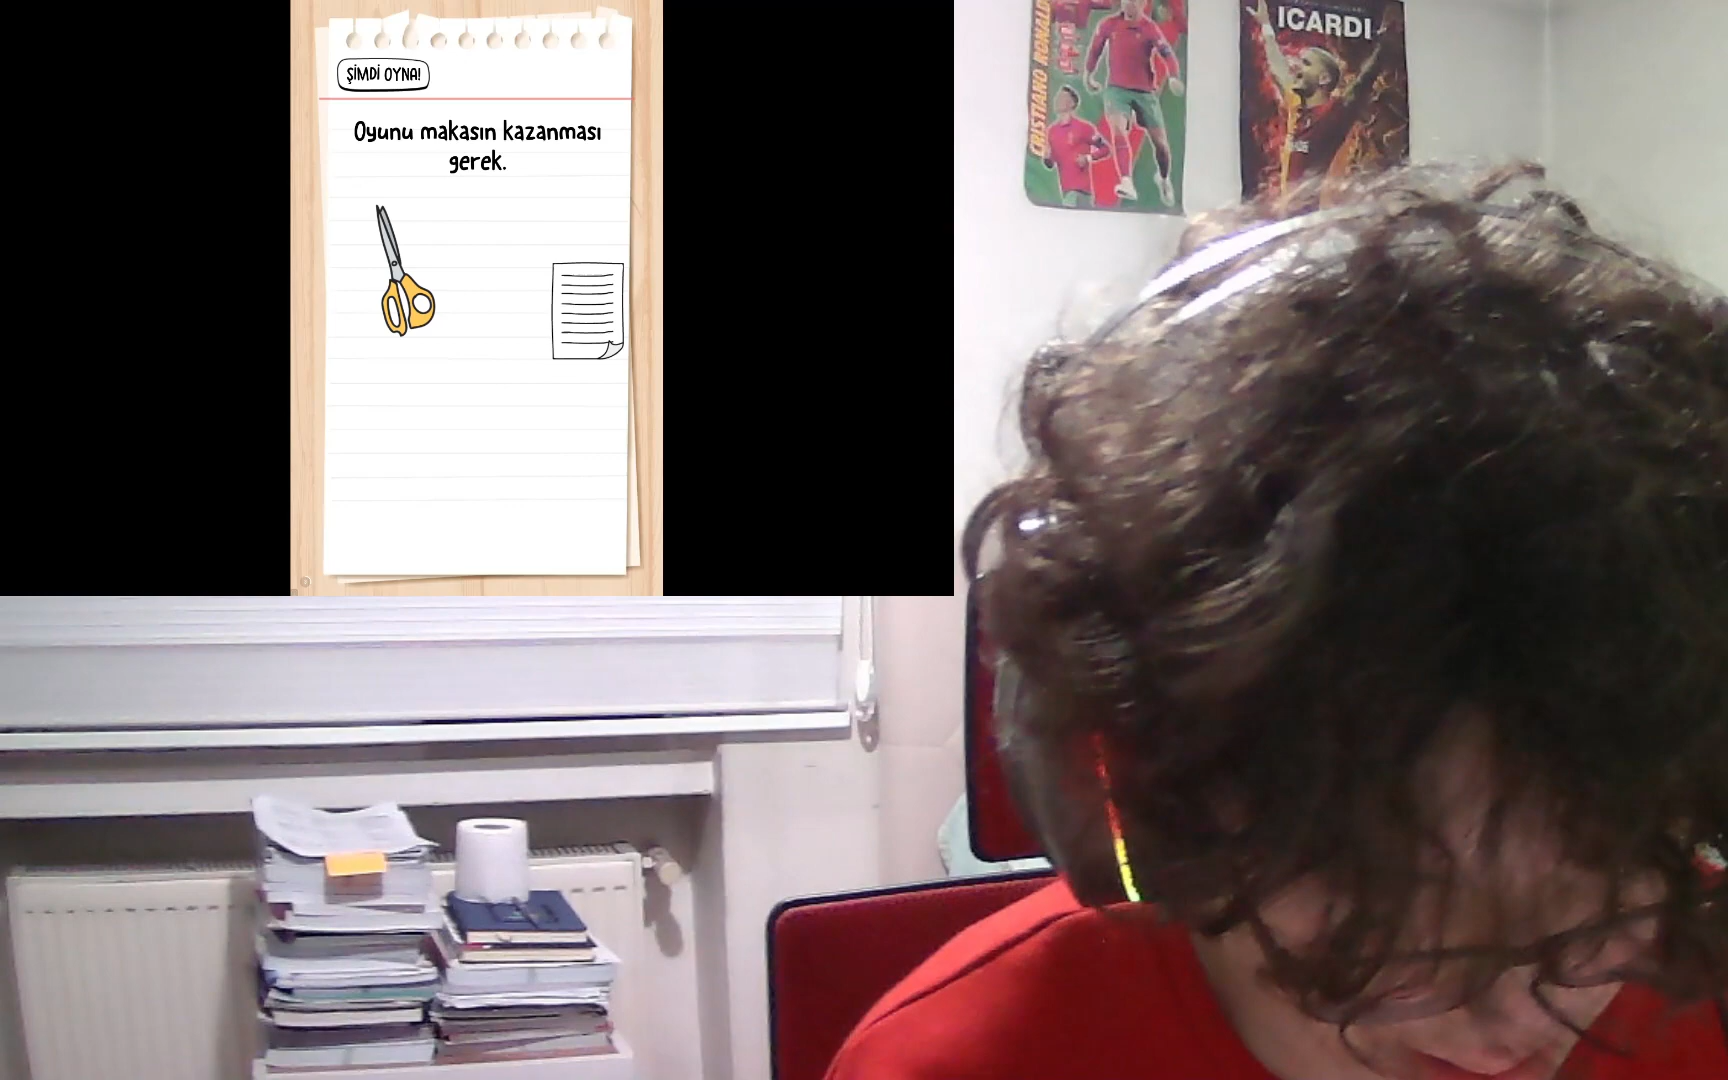 ŞİMDİ OYNA!
Oyunu makasın kazanması
gerek.
CRISTIANO RONALDO
ICARDI